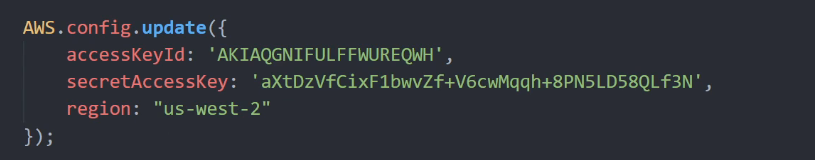 AWS.config.update({
    accessKeyId: 'AKIAQGNIFULFFWUREQWH',
    secretAccessKey: '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',
    region: "us-west-2"
});